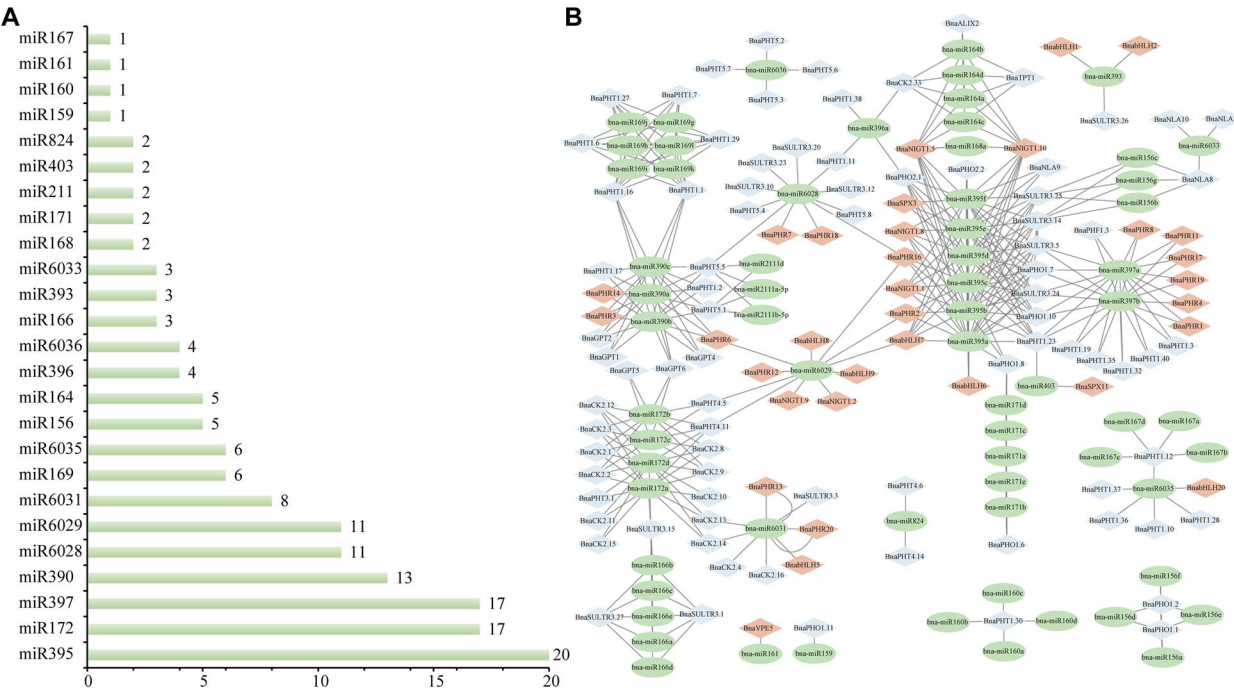 A
miR167 1
miR161 1
miR160 1
miR159 1
miR824 2
miR403 2
miR211 2
miR171 2
miR168 2
miR6033 3
miR393 3
miR166 3
miR6036 4
miR396 4
miR164 5
miR156 5
miR6035 6
miR169 6
miR6031 8
miR6029 11
miR6028 11
miR390 13
miR397 17
miR172 17
miR395 20
0 5 10 15 20
B
BnaPHT5.2
BnaPHT5.7 bna-miR6036 BnaPHT5.6
BnaPHT5.3
BnaALIX2
bna-miR164b
BnaCK2.33 bna-miR164d BnaTPT1
bna-miR164a
bna-miR164c
BnabHLH1 BnabHLH2
bna-miR393
BnaSULTR3.26
BnaNLA10 BnaNLA
bna-miR6033
BnaNLA8
BnaPHT1.27 BnaPHT1.7
bna-miR169j bna-miR169g
BnaPHT1.6 bna-miR169h bna-miR169l BnaPHT1.29
bna-miR169i bna-miR169k
BnaPHT1.16 BnaPHT1.1
BnaPHT1.38
bna-miR396a
BnaPHT1.11
BnaSULTR3.20
BnaSULTR3.23
BnaSULTR3.10 bna-miR6028 BnaSULTR3.12
BnaPHT5.4 BnaPHT5.8
BnaPHR7 BnaPHR18
BnaNIGT1.5 bna-miR168a BnaNIGT1.10
BnaPHO2.1 BnaPHO2.2 BnaNLA9
BnaSPX3 bna-miR395f BnaSULTR3.25
BnaNIGT1.8 bna-miR395e BnaSULTR3.14
BnaPHR16 bna-miR395d BnaSULTR3.5
BnaNIGT1.1 bna-miR395c BnaPHO1.7
BnaPHR2 bna-miR395b BnaSULTR3.24
BnabHLH7 bna-miR395a BnaPHO1.10
BnaPHT1.23
BnabHLH6 BnaPHO1.8
bna-miR403 BnaSPX11
bna-miR156c
bna-miR156g
bna-miR156b
BnaPHF1.3 BnaPHR8 BnaPHR11
bna-miR397a BnaPHR17
BnaPHR19
bna-miR397b BnaPHR4
BnaPHR1
BnaPHT1.19 BnaPHT1.35 BnaPHT1.32 BnaPHT1.40 BnaPHT1.3
BnaPHT1.17 bna-miR390c BnaPHT5.5 bna-miR2111d
BnaPHR14 bna-miR390a BnaPHT1.2 bna-miR2111a-5p
BnaPHR3 bna-miR390b BnaPHT5.1 bna-miR2111b-5p
BnaGPT2 BnaPHR6
BnaGPT1 BnaGPT4
BnaGPT5 BnaGPT6
BnabHLH8
BnaPHR12 bna-miR6029 BnabHLH9
BnaNIGT1.9 BnaNIGT1.2
BnaCK2.12 bna-miR172b BnaPHT4.5
BnaCK2.3 bna-miR172c BnaPHT4.11
BnaCK2.1 bna-miR172d BnaCK2.8
BnaCK2.2 bna-miR172a BnaCK2.9
BnaPHT3.1 BnaCK2.10
BnaCK2.11 BnaSULTR3.15 BnaCK2.13
BnaCK2.15 BnaCK2.14
BnaPHR13 BnaSULTR3.3
bna-miR6031 BnaPHR20
BnaCK2.4 BnaCK2.16 BnabHLH5
bna-miR171d
bna-miR171c
bna-miR171a
bna-miR171e
bna-miR171b
BnaPHO1.6
BnaPHT4.6
bna-miR824
BnaPHT4.14
bna-miR167d bna-miR167a
bna-miR167c BnaPHT1.12 bna-miR167b
BnaPHT1.37 bna-miR6035 BnabHLH20
BnaPHT1.36 BnaPHT1.10 BnaPHT1.28
bna-miR166b
bna-miR166c
BnaSULTR3.27 bna-miR166e BnaSULTR3.1
bna-miR166a
bna-miR166d
BnaVPE5 BnaPHO1.11
bna-miR161 bna-miR159
bna-miR160c
bna-miR160b BnaPHT1.30 bna-miR160d
bna-miR160a
bna-miR156f
BnaPHO1.2
bna-miR156d bna-miR156e
BnaPHO1.1
bna-miR156a